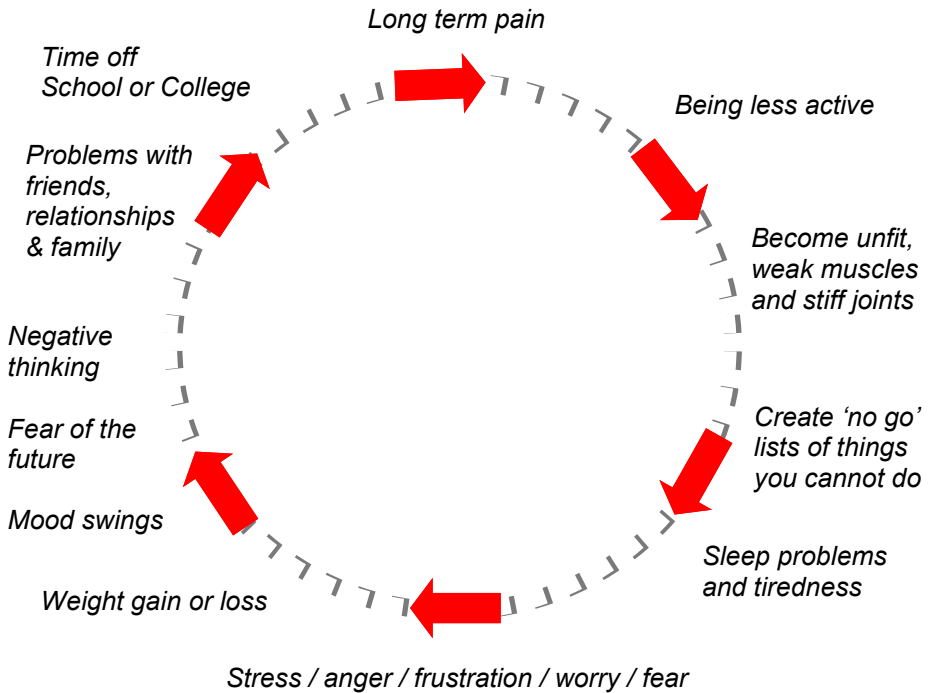 Long term pain
Being less active
Become unfit,
weak muscles
and stiff joints
Create ‘no go’
lists of things
you cannot do
Sleep problems
and tiredness
Stress / anger / frustration / worry / fear
Weight gain or loss
Mood swings
Fear of the
future
Negative
thinking
Problems with
friends,
relationships
& family
Time off
School or College